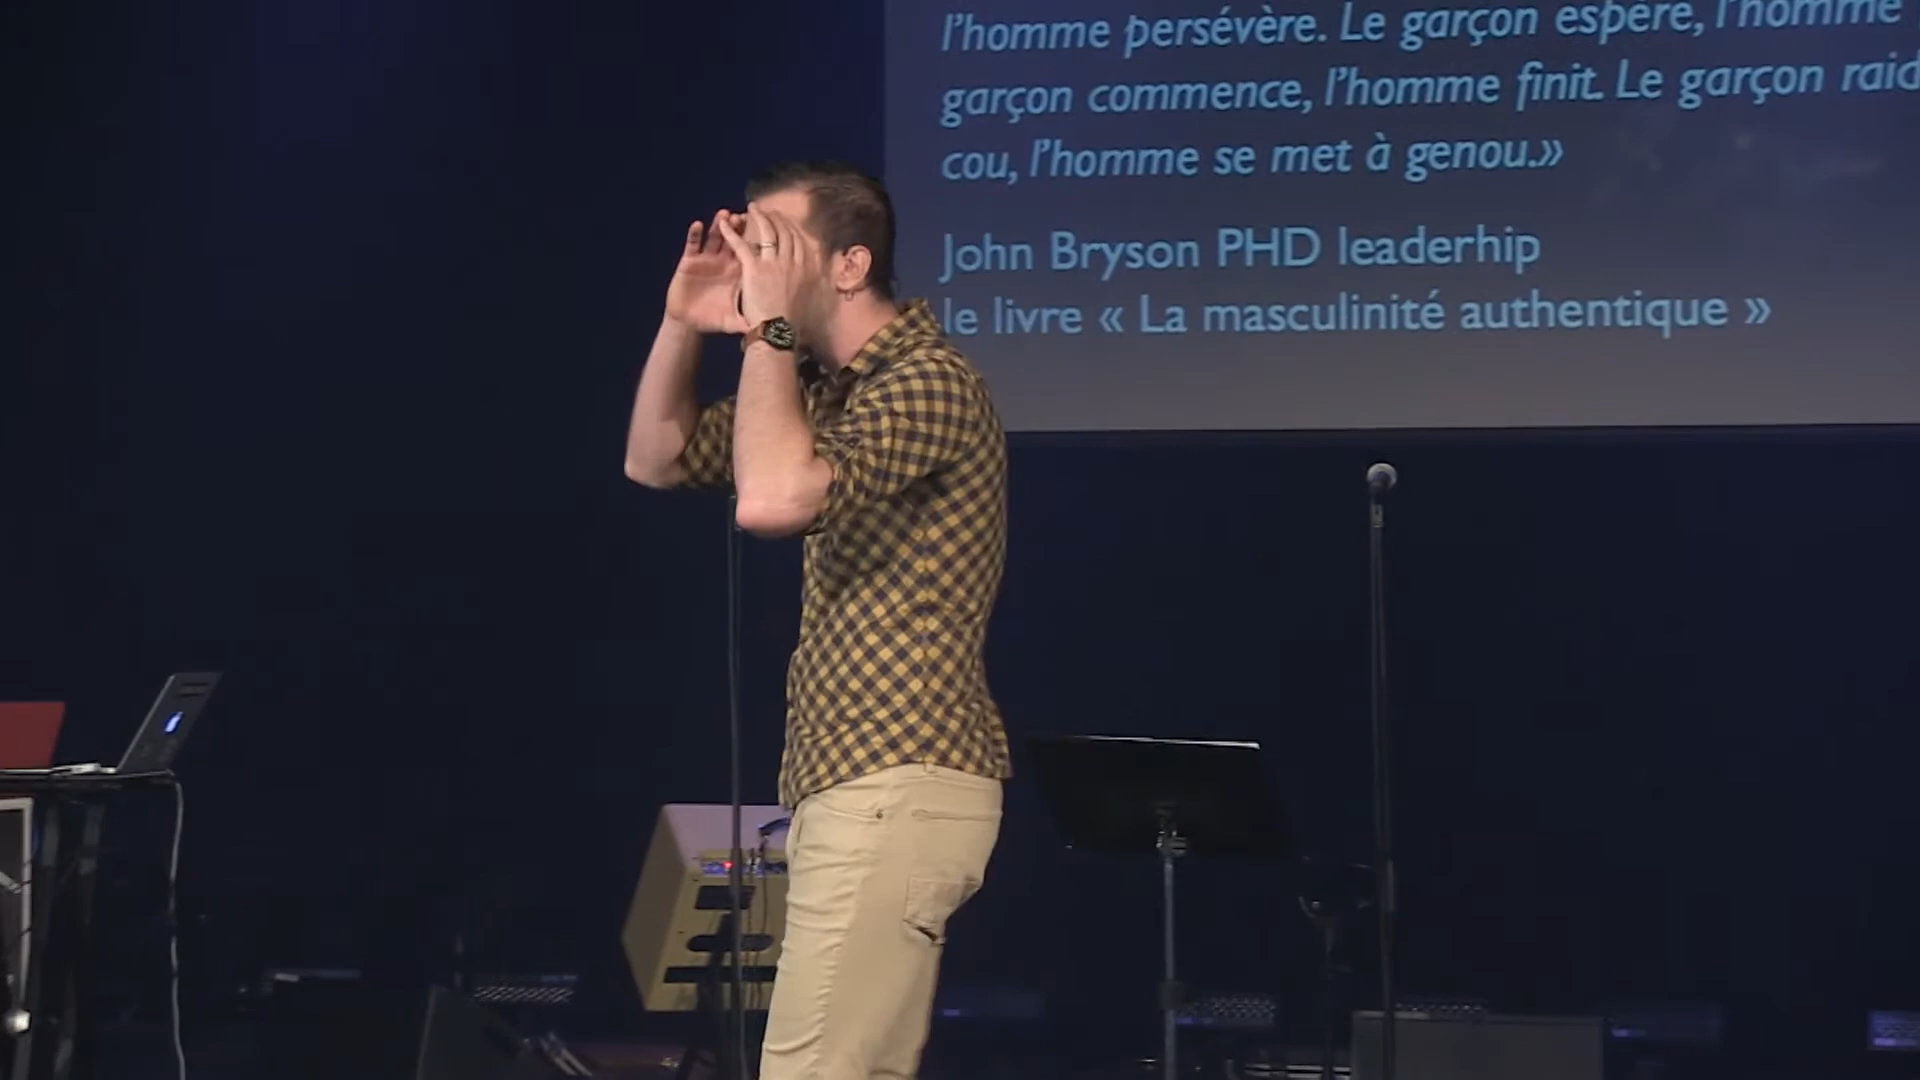 l'homme persévère. Le garçon espère, l'homme
garçon commence, l'homme finit. Le garçon raid
cou, l'homme se met à genou.»
John Bryson PHD leaderhip
le livre « La masculinité authentique »